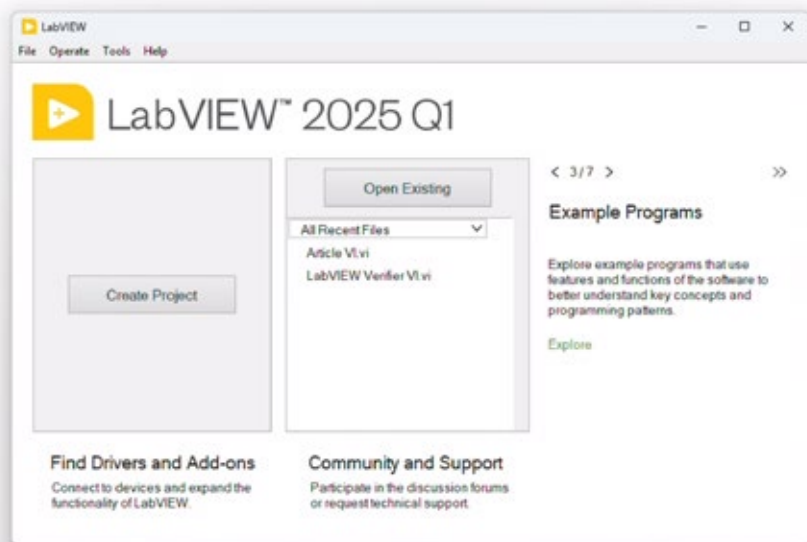 LabVIEW
File Operate Tools Help
LabVIEW™ 2025 Q1
Create Project
Open Existing
All Recent Files
Article VI.vi
LabVIEW Verifier VI.vi
< 3/7 > >>
Example Programs
Explore example programs that use
features and functions of the software to
better understand key concepts and
programming patterns.
Explore
Find Drivers and Add-ons
Connect to devices and expand the
functionality of LabVIEW.
Community and Support
Participate in the discussion forums
or request technical support.